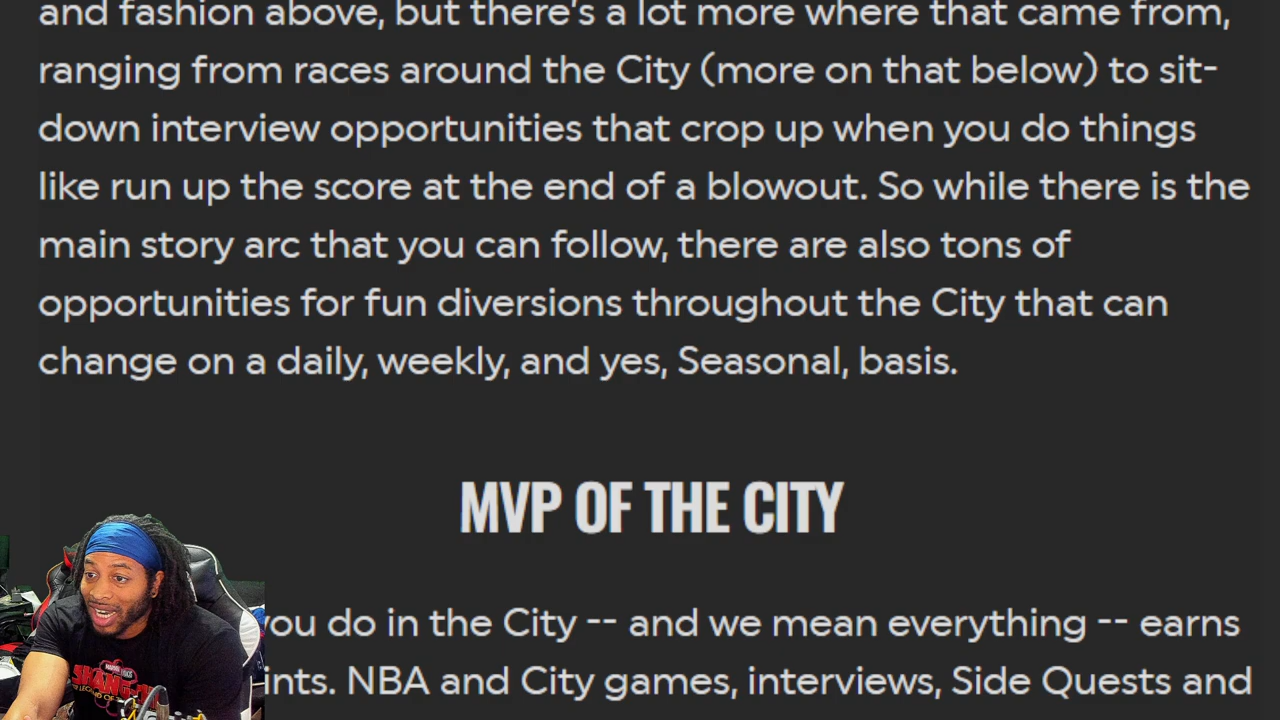 and fashion above, but there's a lot more where that came from,
ranging from races around the City (more on that below) to sit-
down interview opportunities that crop up when you do things
like run up the score at the end of a blowout. So while there is the
main story arc that you can follow, there are also tons of
opportunities for fun diversions throughout the City that can
change on a daily, weekly, and yes, Seasonal, basis.
MVP OF THE CITY
you do in the City -- and we mean everything -- earns
ints. NBA and City games, interviews, Side Quests and